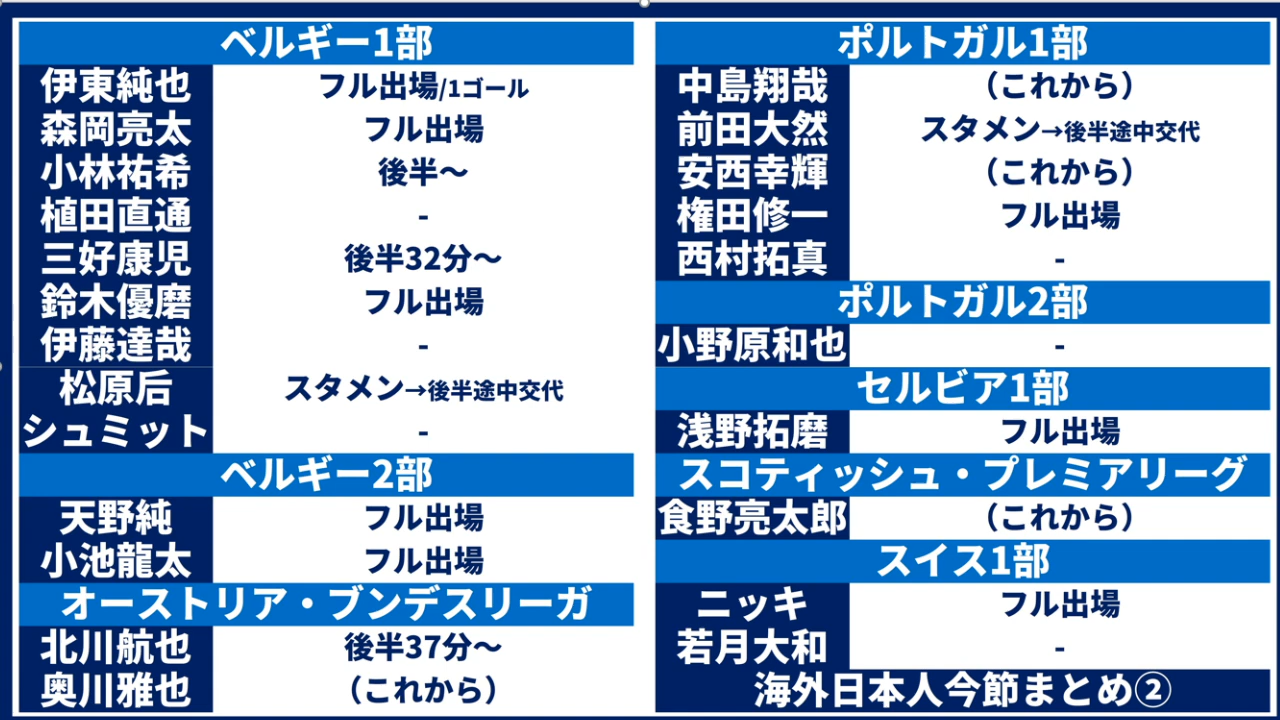 ベルギー1部
伊東純也 フル出場/1ゴール
森岡亮太 フル出場
小林祐希 後半～
植田直通 -
三好康児 後半32分～
鈴木優磨 フル出場
伊藤達哉 -
松原后 スタメン→後半途中交代
シュミット -
ベルギー2部
天野純 フル出場
小池龍太 フル出場
オーストリア・ブンデスリーガ
北川航也 後半37分～
奥川雅也 （これから）
ポルトガル1部
中島翔哉 （これから）
前田大然 スタメン→後半途中交代
安西幸輝 （これから）
権田修一 フル出場
西村拓真 -
ポルトガル2部
小野原和也 -
セルビア1部
浅野拓磨 フル出場
スコティッシュ・プレミアリーグ
食野亮太郎 （これから）
スイス1部
ニッキ フル出場
若月大和 -
海外日本人今節まとめ②